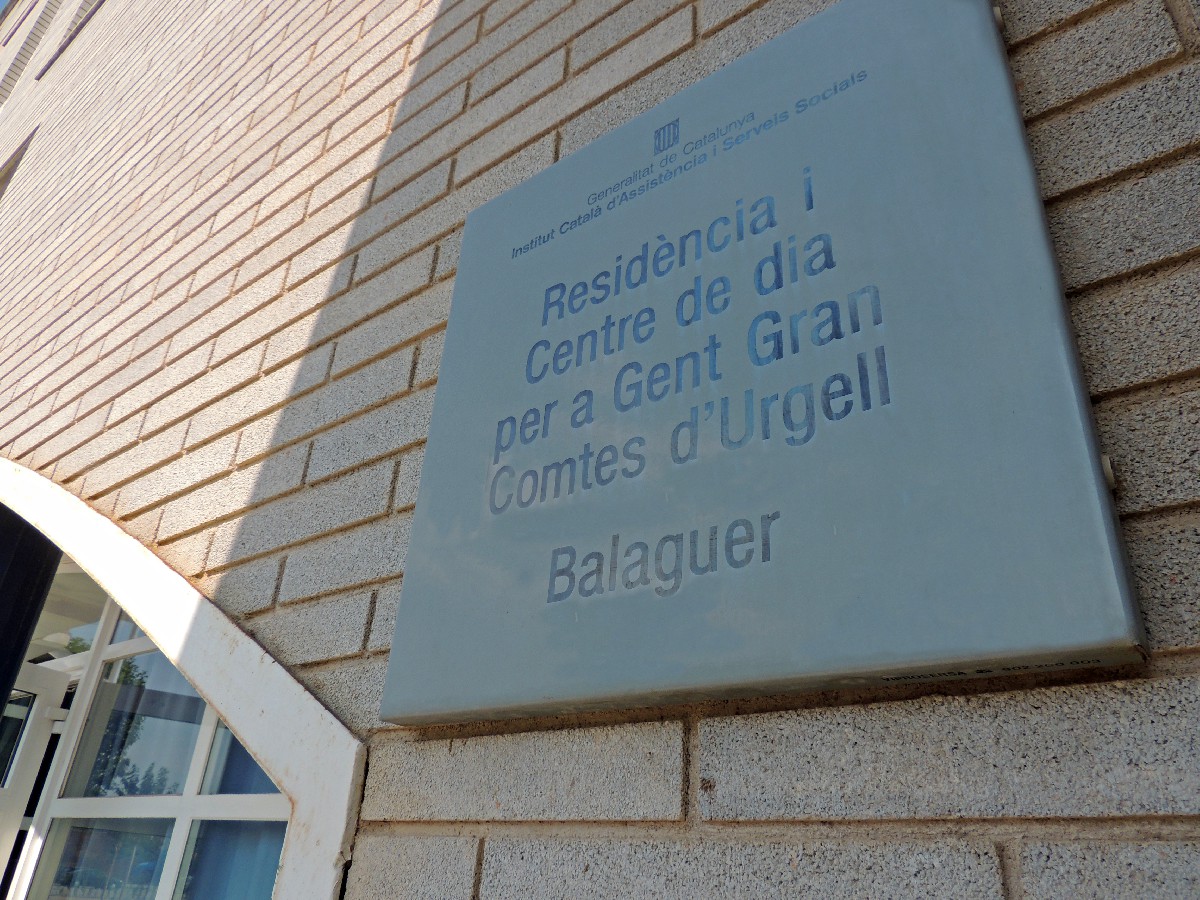 Generalitat de Catalunya
Institut Català d'Assistència i Serveis Socials
Residència i
Centre de dia
per a Gent Gran
Comtes d'Urgell
Balaguer